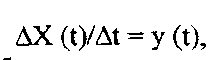 ΔX (t)/Δt = y (t),